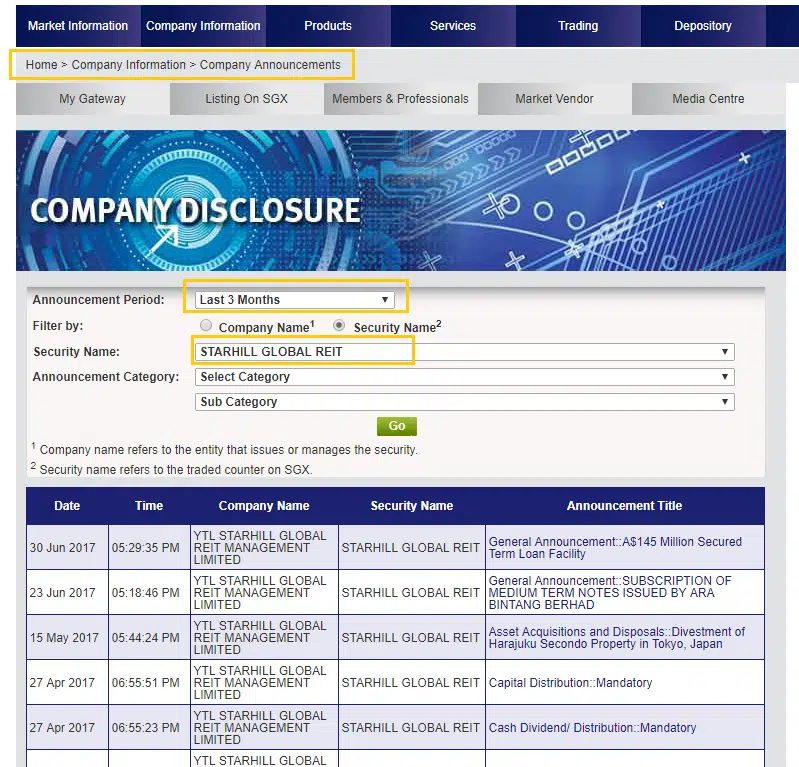 Market Information Company Information Products Services Trading Depository
Home > Company Information > Company Announcements
My Gateway Listing On SGX Members & Professionals Market Vendor Media Centre
COMPANY DISCLOSURE
Announcement Period: Last 3 Months
Filter by: Company Name1 Security Name2
Security Name: STARHILL GLOBAL REIT
Announcement Category: Select Category
Sub Category
Go
1 Company name refers to the entity that issues or manages the security.
2 Security name refers to the traded counter on SGX.
Date Time Company Name Security Name Announcement Title
30 Jun 2017 05:29:35 PM
YTL STARHILL GLOBAL
REIT MANAGEMENT
LIMITED
STARHILL GLOBAL REIT
General Announcement::A$145 Million Secured
Term Loan Facility
23 Jun 2017 05:18:46 PM
YTL STARHILL GLOBAL
REIT MANAGEMENT
LIMITED
STARHILL GLOBAL REIT
General Announcement::SUBSCRIPTION OF
MEDIUM TERM NOTES ISSUED BY ARA
BINTANG BERHAD
15 May 2017 05:44:24 PM
YTL STARHILL GLOBAL
REIT MANAGEMENT
LIMITED
STARHILL GLOBAL REIT
Asset Acquisitions and Disposals::Divestment of
Harajuku Secondo Property in Tokyo, Japan
27 Apr 2017 06:55:51 PM
YTL STARHILL GLOBAL
REIT MANAGEMENT
LIMITED
STARHILL GLOBAL REIT
Capital Distribution::Mandatory
27 Apr 2017 06:55:23 PM
YTL STARHILL GLOBAL
REIT MANAGEMENT
LIMITED
STARHILL GLOBAL REIT
Cash Dividend/ Distribution::Mandatory
YTL STARHILL GLOBAL